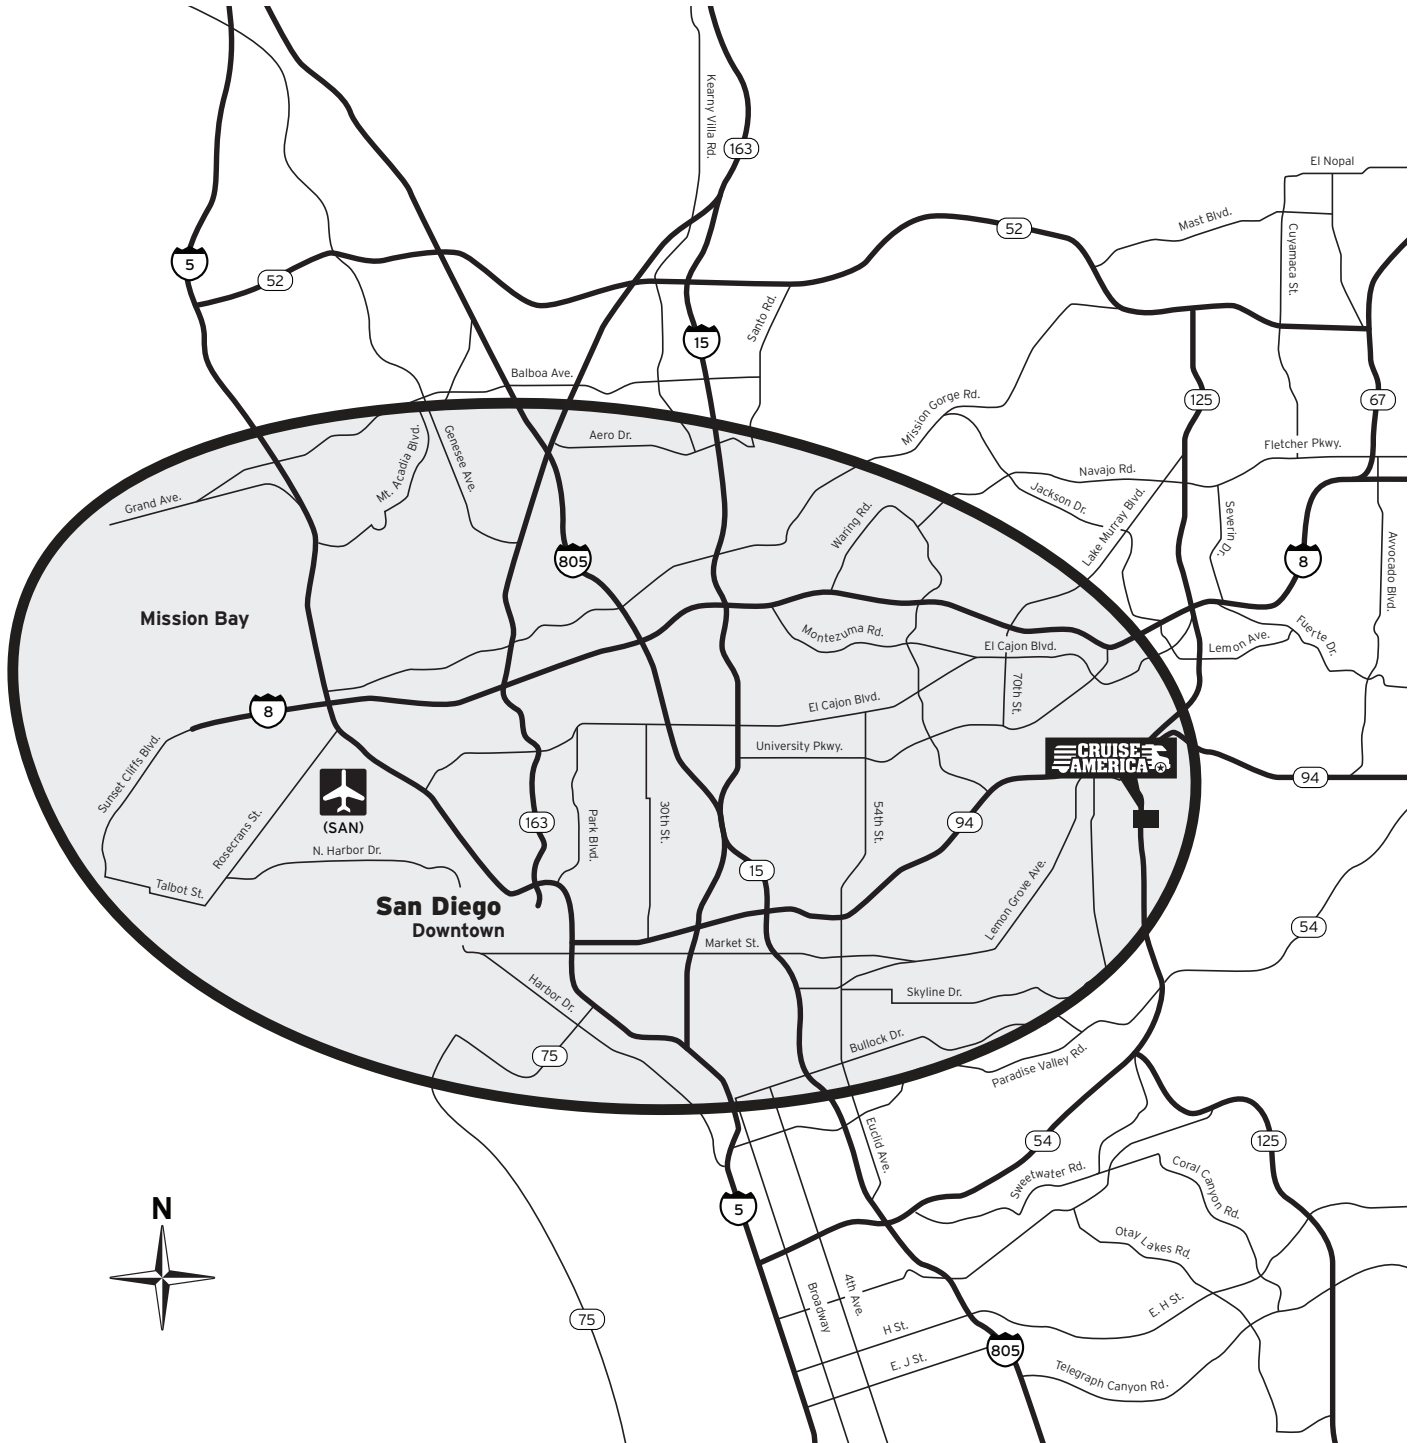 Kearny Villa Rd.
163
El Nopal
Mast Blvd.
52
Cuyamaca St.
5
52
Santo Rd.
15
Balboa Ave.
Mission Gorge Rd.
125
67
Mt. Acadia Blvd.
Genesee Ave.
Aero Dr.
Fletcher Pkwy.
Grand Ave.
Navajo Rd.
Jackson Dr.
Lake Murray Blvd.
Severin Dr.
Waring Rd.
805
8
Avvocado Blvd.
Mission Bay
Montezuma Rd.
El Cajon Blvd.
Lemon Ave.
Fuerte Dr.
8
El Cajon Blvd.
70th St.
University Pkwy.
CRUISE
AMERICA
94
Sunset Cliffs Blvd.
(SAN)
Rosecrans St.
N. Harbor Dr.
163
Park Blvd.
30th St.
54th St.
94
15
Talbot St.
San Diego
Downtown
Lemon Grove Ave.
54
Market St.
Harbor Dr.
Skyline Dr.
75
Bullock Dr.
Paradise Valley Rd.
Euclid Ave.
54
125
Sweetwater Rd.
Coral Canyon Rd.
N
5
Otay Lakes Rd.
75
Broadway
4th Ave.
E. H St.
H St.
805
E. J St.
Telegraph Canyon Rd.